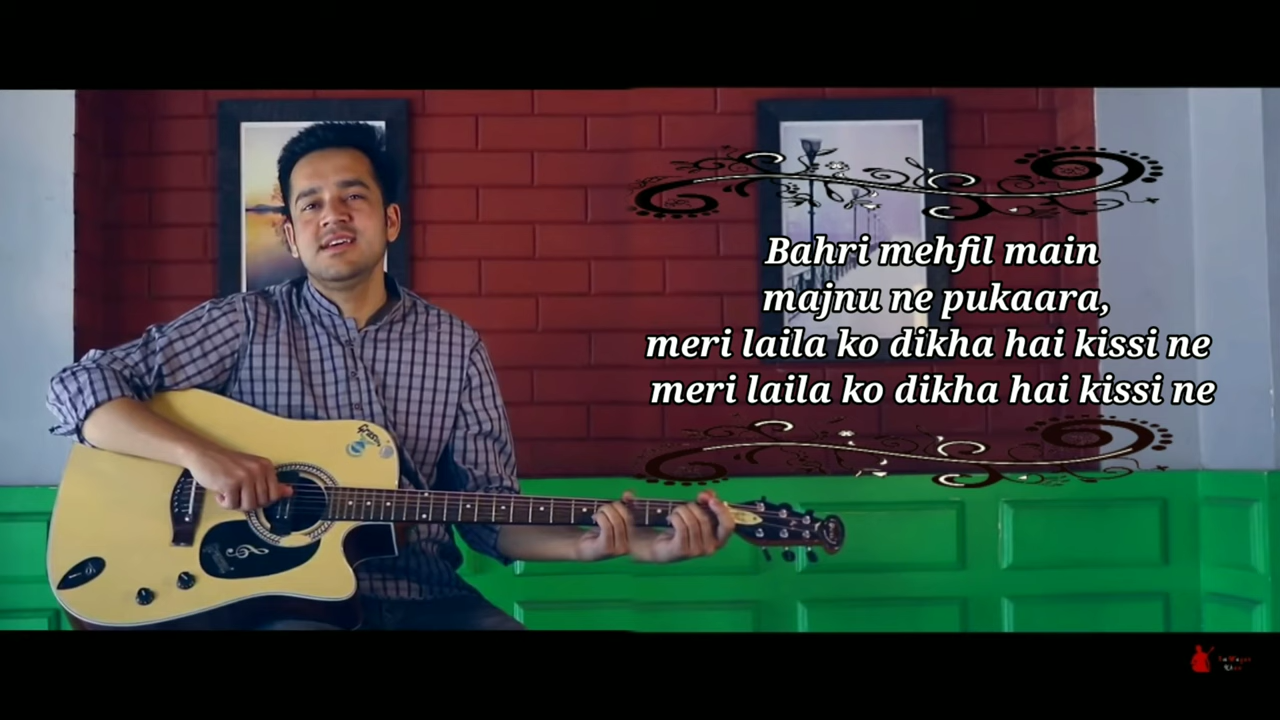 Bahri mehfil main
majnu ne pukaara,
meri laila ko dikha hai kissi ne
meri laila ko dikha hai kissi ne